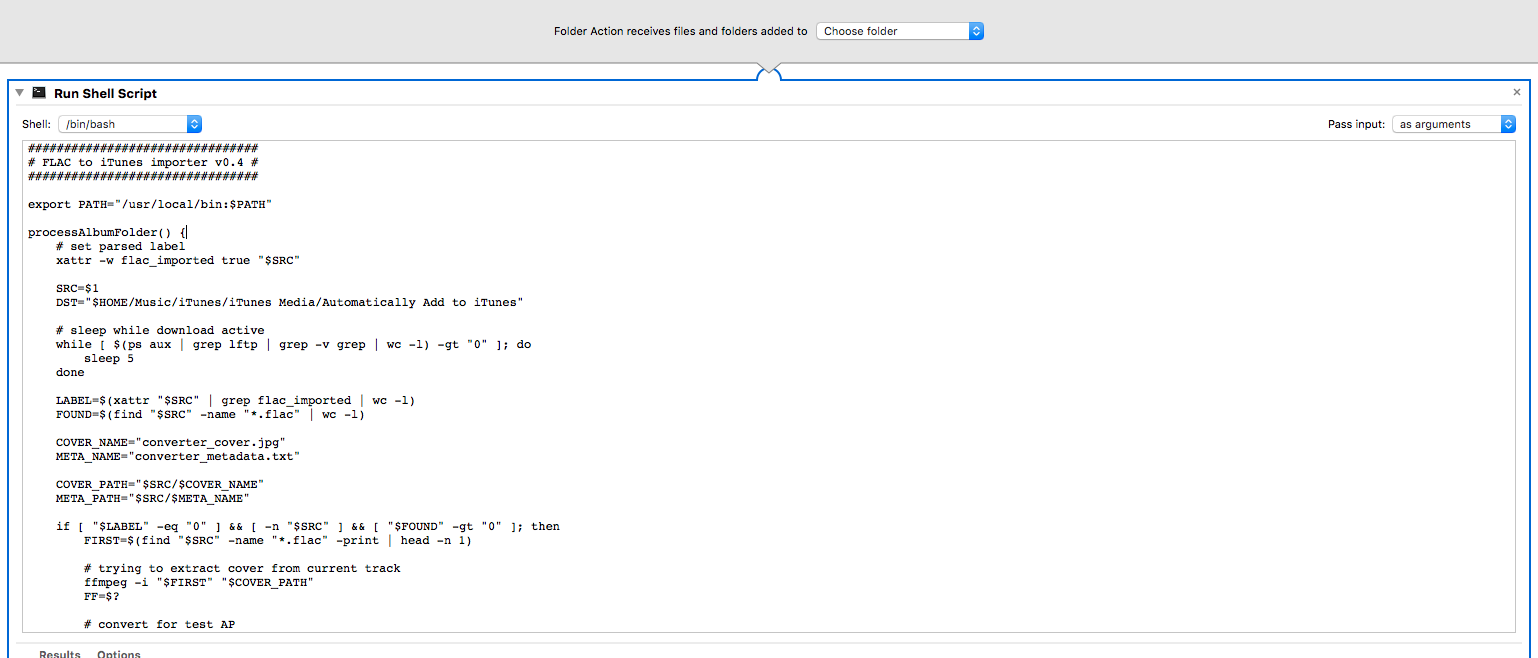 Folder Action receives files and folders added to Choose folder
Run Shell Script
Shell: /bin/bash Pass input: as arguments
################################
# FLAC to iTunes importer v0.4 #
################################
export PATH="/usr/local/bin:$PATH"
processAlbumFolder() {
# set parsed label
xattr -w flac_imported true "$SRC"
SRC=$1
DST="$HOME/Music/iTunes/iTunes Media/Automatically Add to iTunes"
# sleep while download active
while [ $(ps aux | grep lftp | grep -v grep | wc -l) -gt "0" ]; do
sleep 5
done
LABEL=$(xattr "$SRC" | grep flac_imported | wc -l)
FOUND=$(find "$SRC" -name "*.flac" | wc -l)
COVER_NAME="converter_cover.jpg"
META_NAME="converter_metadata.txt"
COVER_PATH="$SRC/$COVER_NAME"
META_PATH="$SRC/$META_NAME"
if [ "$LABEL" -eq "0" ] && [ -n "$SRC" ] && [ "$FOUND" -gt "0" ]; then
FIRST=$(find "$SRC" -name "*.flac" -print | head -n 1)
# trying to extract cover from current track
ffmpeg -i "$FIRST" "$COVER_PATH"
FF=$?
# convert for test AP
Results Options